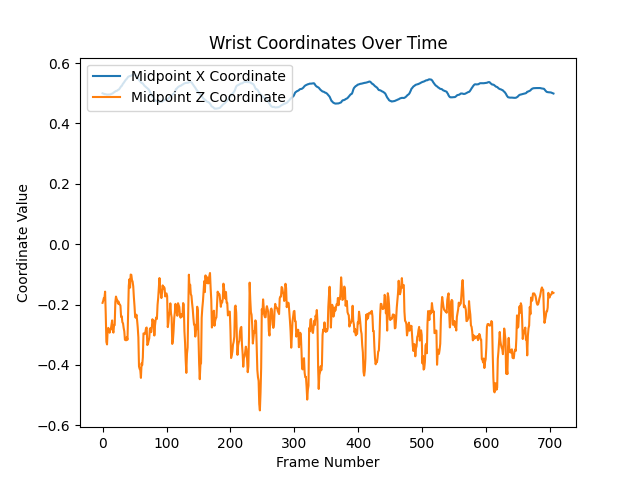 Wrist Coordinates Over Time
Midpoint X Coordinate
Midpoint Z Coordinate
0.6
0.4
0.2
0.0
−0.2
−0.4
−0.6
Coordinate Value
0 100 200 300 400 500 600 700
Frame Number